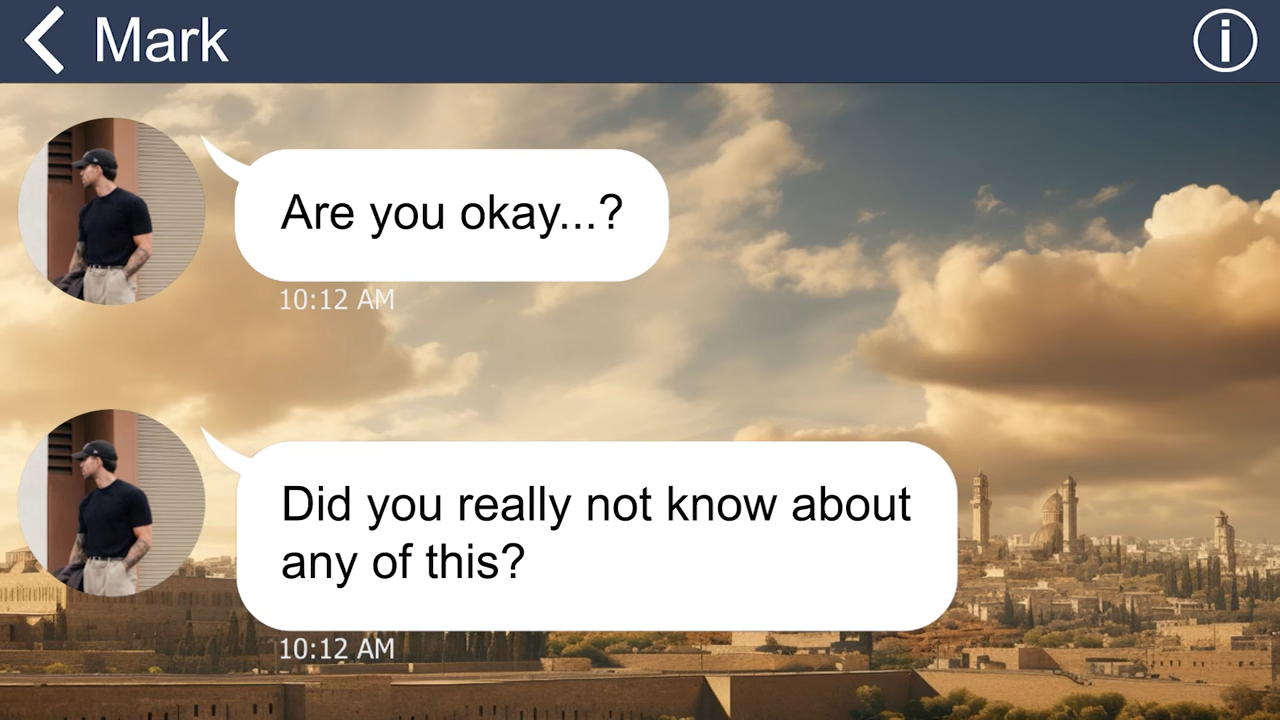 Mark
Are you okay...?
10:12 AM
Did you really not know about
any of this?
10:12 AM